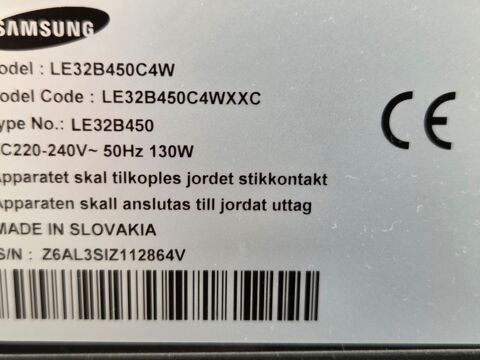 SAMSUNG
odel : LE32B450C4W
odel Code : LE32B450C4WXXC
ype No.: LE32B450
C220-240V~ 50Hz 130W
Apparatet skal tilkoples jordet stikkontakt
Apparaten skall anslutas till jordat uttag
MADE IN SLOVAKIA
S/N : Z6AL3SIZ112864V
CE